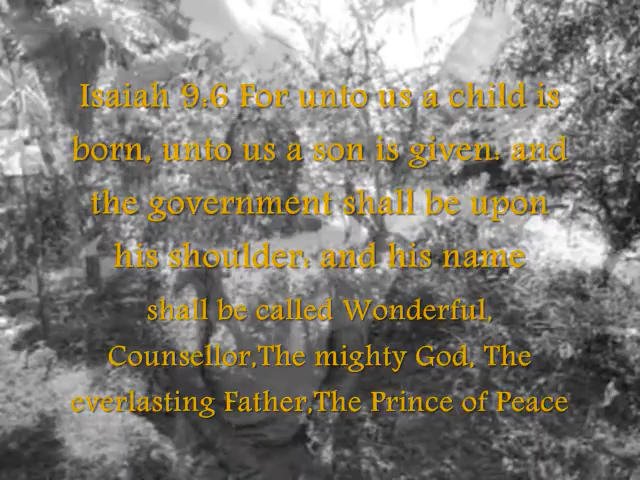 Isaiah 9:6 For unto us a child is
born, unto us a son is given: and
the government shall be upon
his shoulder: and his name
shall be called Wonderful,
Counsellor,The mighty God, The
everlasting Father,The Prince of Peace